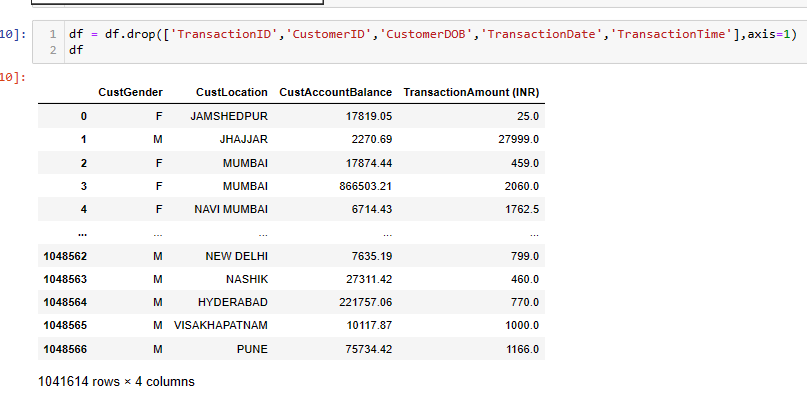 10]:
1 df = df.drop(['TransactionID','CustomerID','CustomerDOB','TransactionDate','TransactionTime'],axis=1)
2 df
10]:
CustGender CustLocation CustAccountBalance TransactionAmount (INR)
0 F JAMSHEDPUR 17819.05 25.0
1 M JHAJJAR 2270.69 27999.0
2 F MUMBAI 17874.44 459.0
3 F MUMBAI 866503.21 2060.0
4 F NAVI MUMBAI 6714.43 1762.5
... ... ... ... ...
1048562 M NEW DELHI 7635.19 799.0
1048563 M NASHIK 27311.42 460.0
1048564 M HYDERABAD 221757.06 770.0
1048565 M VISAKHAPATNAM 10117.87 1000.0
1048566 M PUNE 75734.42 1166.0
1041614 rows × 4 columns